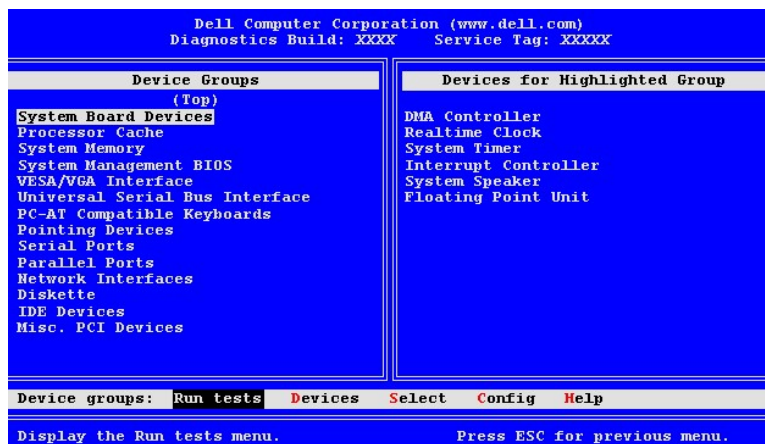 Dell Computer Corporation (www.dell.com)
Diagnostics Build: XXXX Service Tag: XXXXX
Device Groups
(Top)
System Board Devices
Processor Cache
System Memory
System Management BIOS
VESA/VGA Interface
Universal Serial Bus Interface
PC-AT Compatible Keyboards
Pointing Devices
Serial Ports
Parallel Ports
Network Interfaces
Diskette
IDE Devices
Misc. PCI Devices
Devices for Highlighted Group
DMA Controller
Realtime Clock
System Timer
Interrupt Controller
System Speaker
Floating Point Unit
Device groups: Run tests Devices Select Config Help
Display the Run tests menu. Press ESC for previous menu.